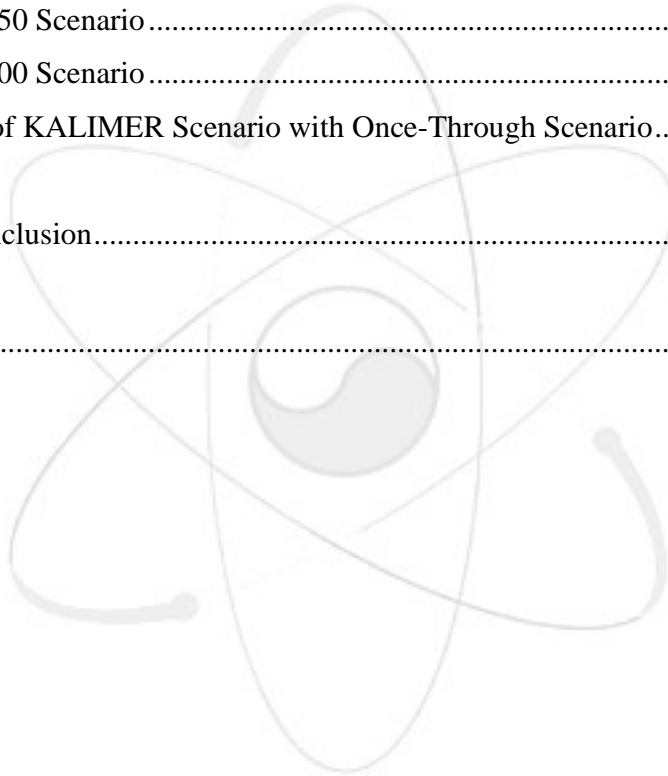 50 Scenario........................................................................
00 Scenario........................................................................
of KALIMER Scenario with Once-Through Scenario..
clusion.............................................................................
..........................................................................................